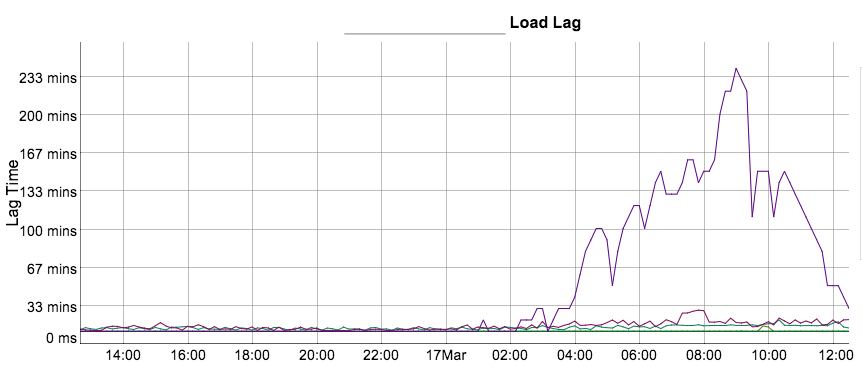 Load Lag
Lag Time
233 mins
200 mins
167 mins
133 mins
100 mins
67 mins
33 mins
0 ms
14:00 16:00 18:00 20:00 22:00 17Mar 02:00 04:00 06:00 08:00 10:00 12:00